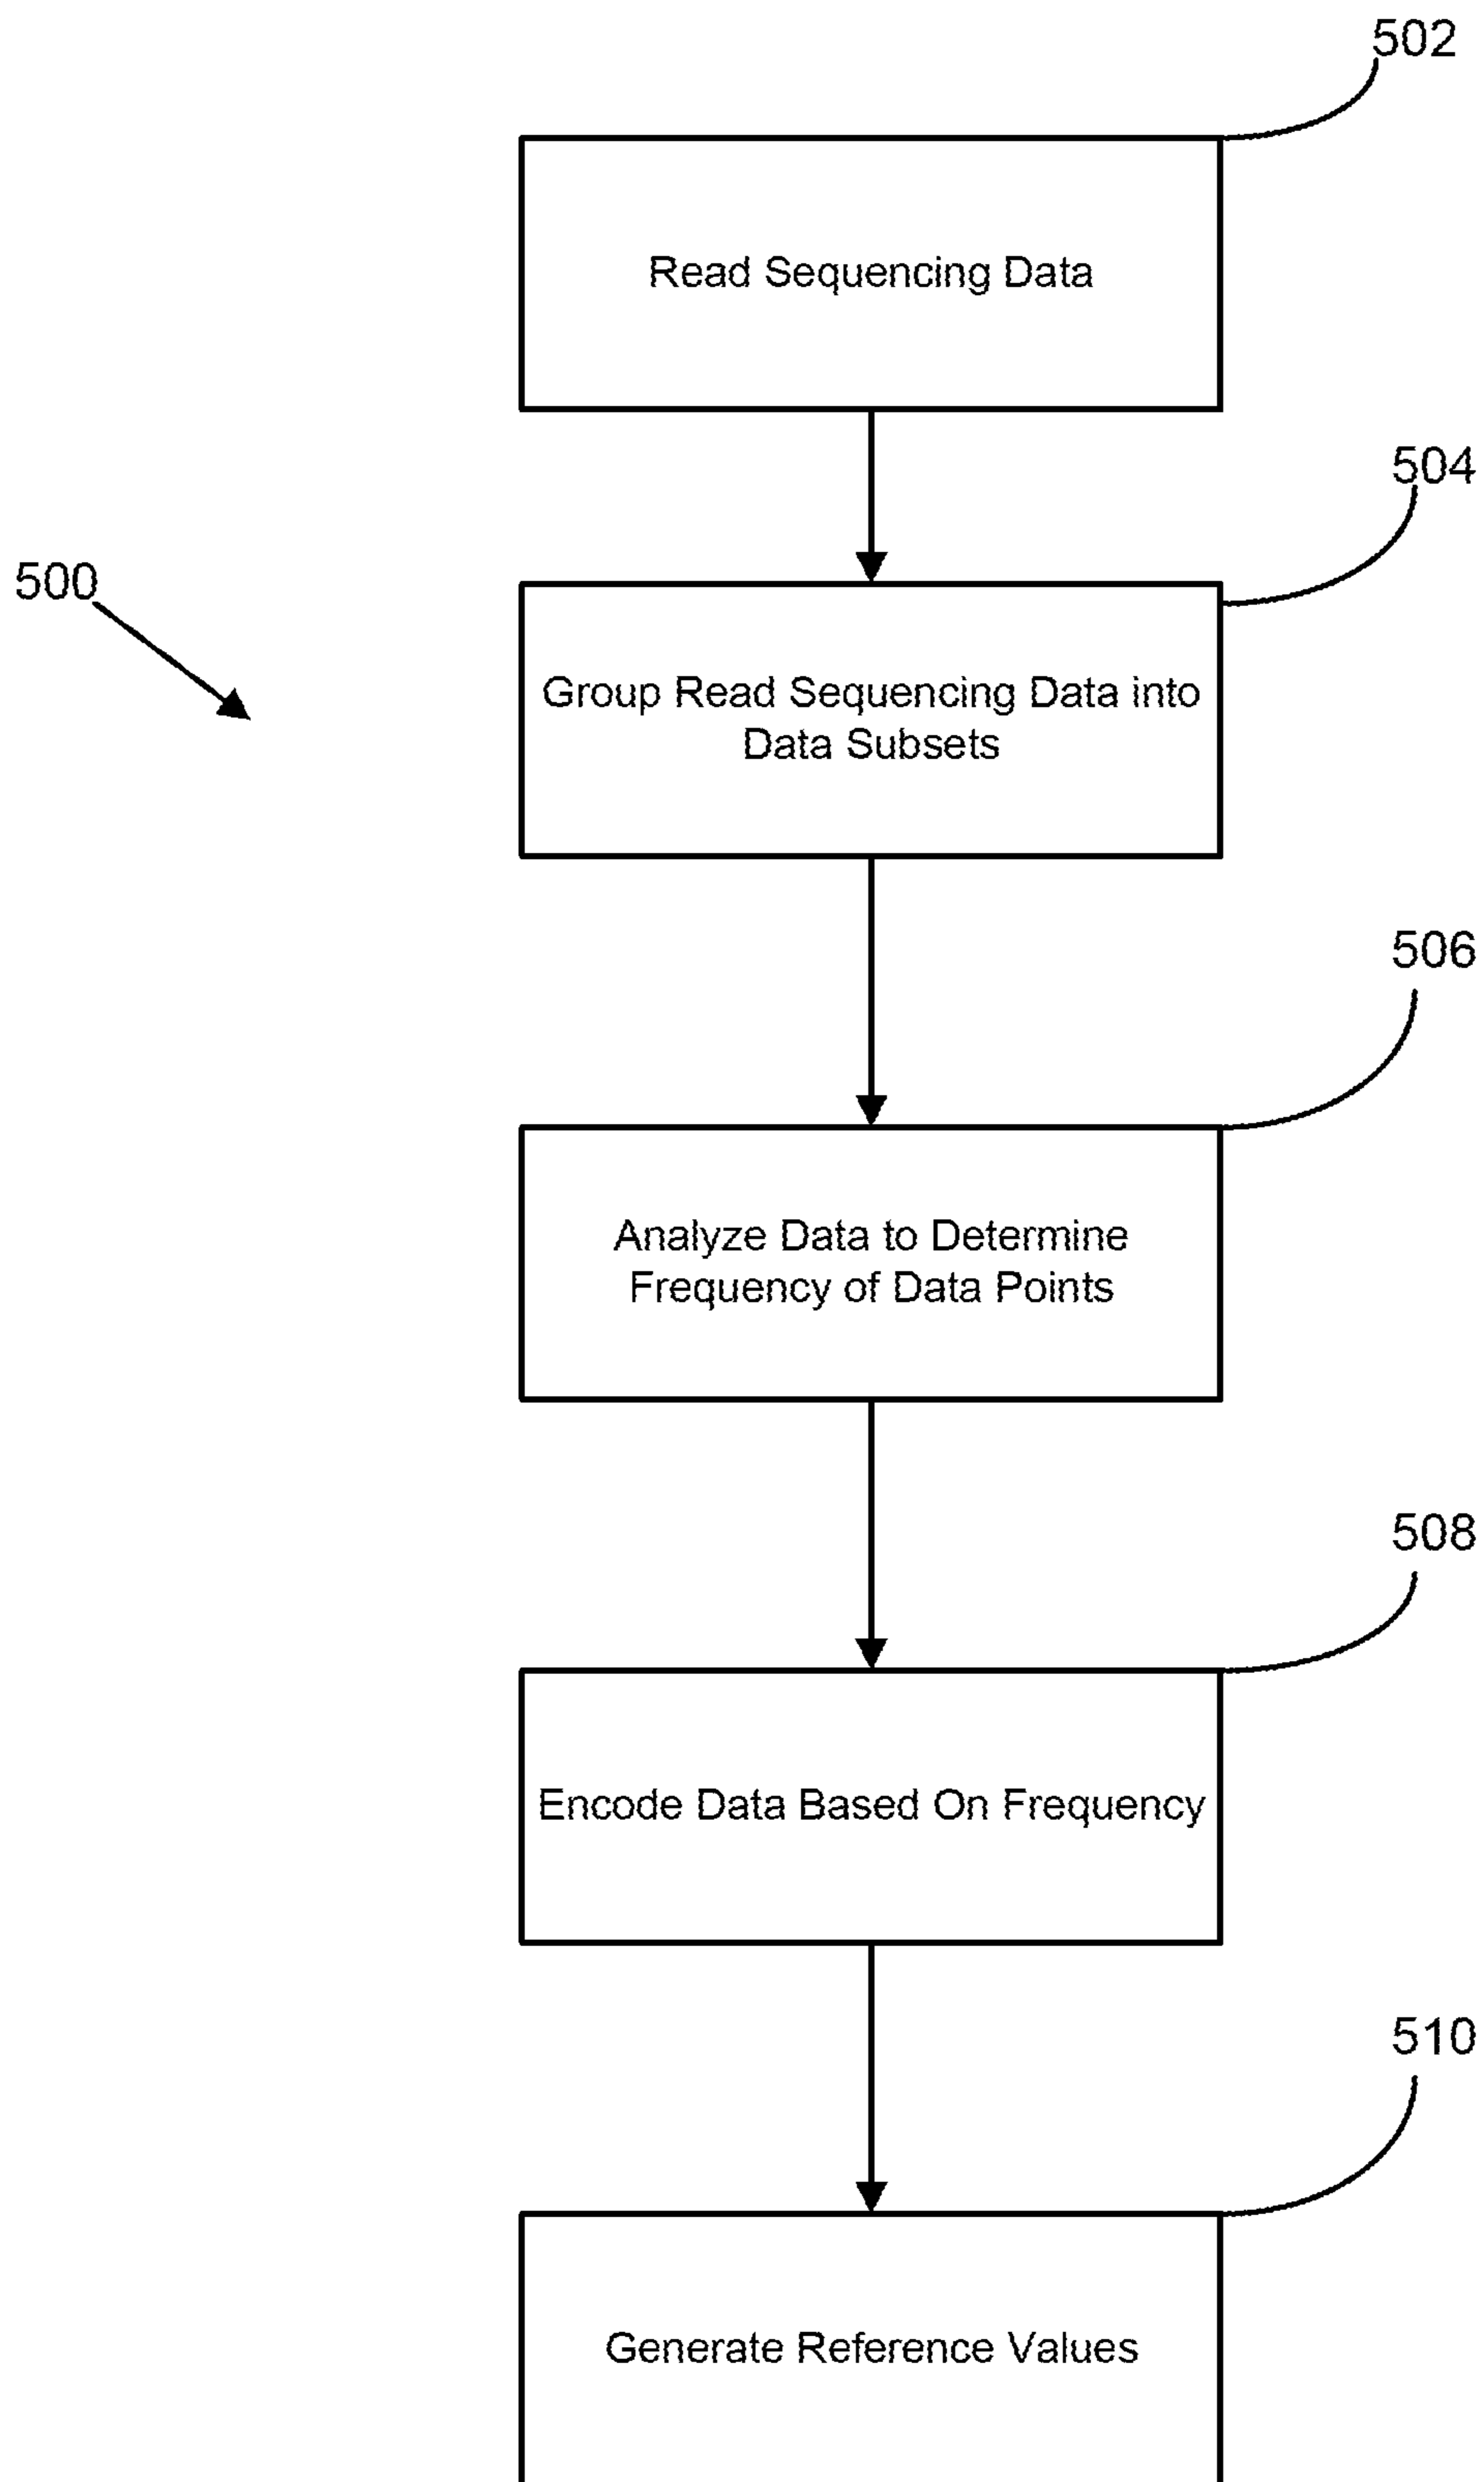 502
Read Sequencing Data
504
500
Group Read Sequencing Data into
Data Subsets
506
Analyze Data to Determine
Frequency of Data Points
508
Encode Data Based On Frequency
510
Generate Reference Values